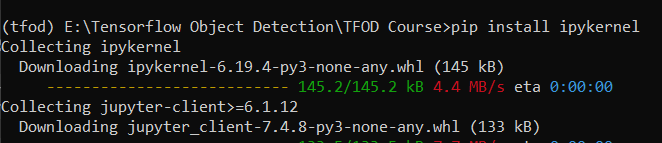 (tfod) E:\Tensorflow Object Detection\TFOD Course>pip install ipykernel
Collecting ipykernel
  Downloading ipykernel-6.19.4-py3-none-any.whl (145 kB)
     ---------------------------- 145.2/145.2 kB 4.4 MB/s eta 0:00:00
Collecting jupyter-client>=6.1.12
  Downloading jupyter_client-7.4.8-py3-none-any.whl (133 kB)